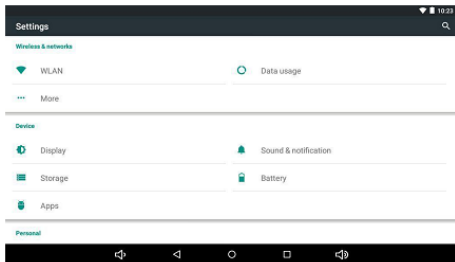 10:23
Settings
Wireless & networks
WLAN
Data usage
More
Device
Display
Sound & notification
Storage
Battery
Apps
Personal